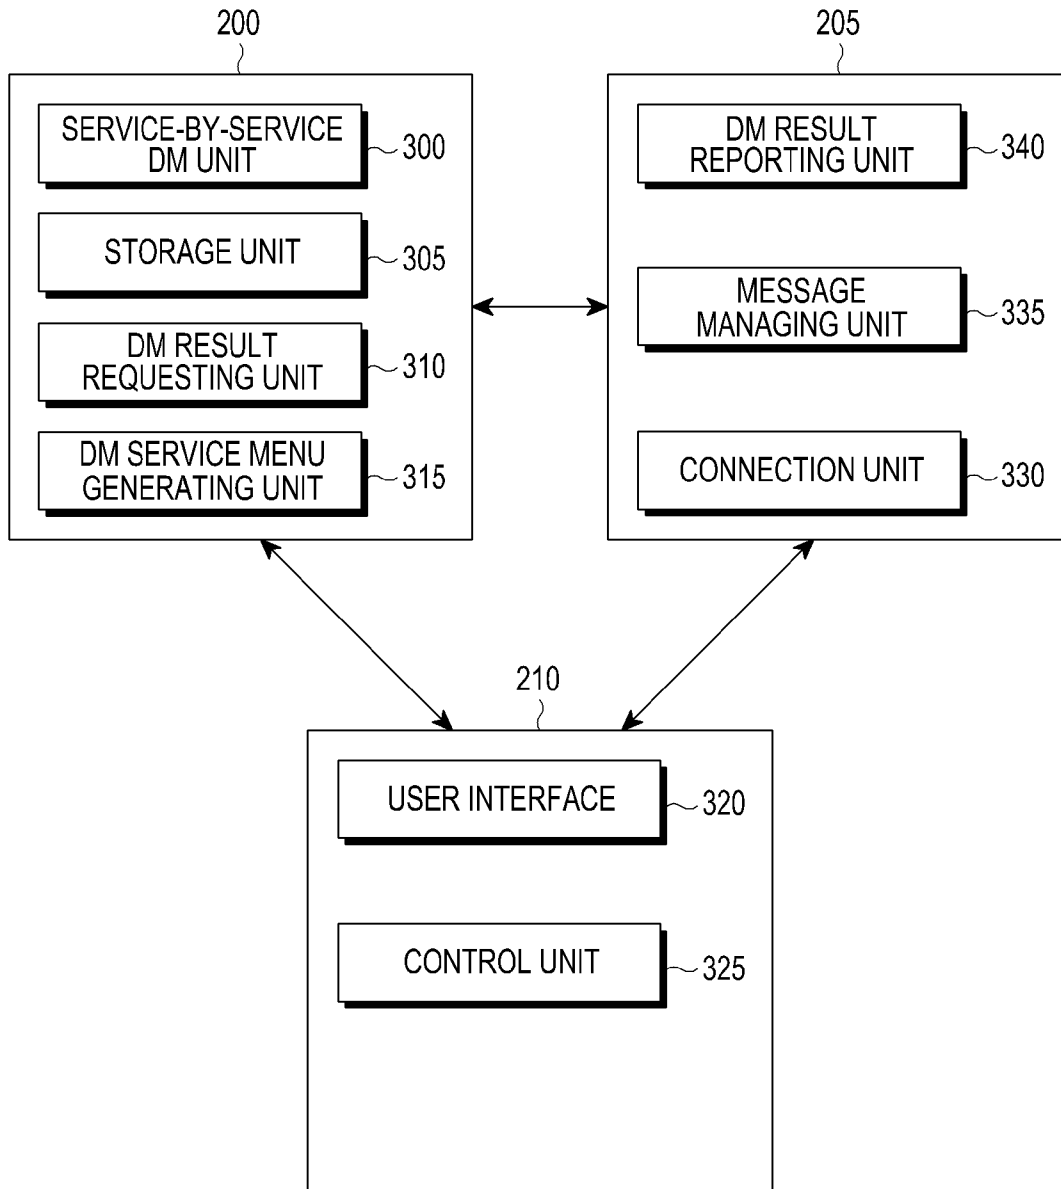 200
SERVICE-BY-SERVICE
DM UNIT
300
STORAGE UNIT
305
DM RESULT
REQUESTING UNIT
310
DM SERVICE MENU
GENERATING UNIT
315
205
DM RESULT
REPORTING UNIT
340
MESSAGE
MANAGING UNIT
335
CONNECTION UNIT
330
210
USER INTERFACE
320
CONTROL UNIT
325